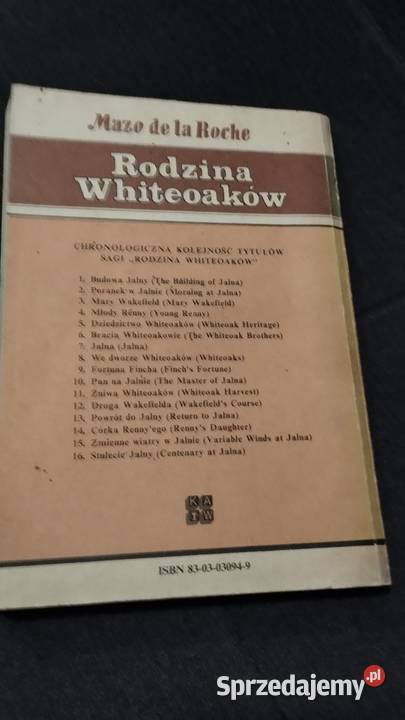 Mazo de la Roche
Rodzina
Whiteoaków
CHRONOLOGICZNA KOLEJNOŚĆ TYTUŁÓW
SAGI „RODZINA WHITEOAKÓW"
1. Budowa Jalny (The Building of Jalna)
2. Poranek w Jalnie (Morning at Jalna)
3. Mary Wakefield (Mary Wakefield)
4. Młody Renny (Young Renny)
5. Dziedzictwo Whiteoaków (Whiteoak Heritage)
6. Bracia Whiteoakowie (The Whiteoak Brothers)
7. Jalna (Jalna)
8. We dworze Whiteoaków (Whiteoaks)
9. Fortuna Fincha (Finch's Fortune)
10. Pan na Jalnie (The Master of Jalna)
11. Żniwa Whiteoaków (Whiteoak Harvest)
12. Droga Wakefielda (Wakefield's Course)
13. Powrót do Jalny (Return to Jalna)
14. Córka Renny'ego (Renny's Daughter)
15. Zmienne wiatry w Jalnie (Variable Winds at Jalna)
16. Stulecie Jalny (Centenary at Jalna)
KA
TW
ISBN 83-03-03094-9
Sprzedajemy.pl